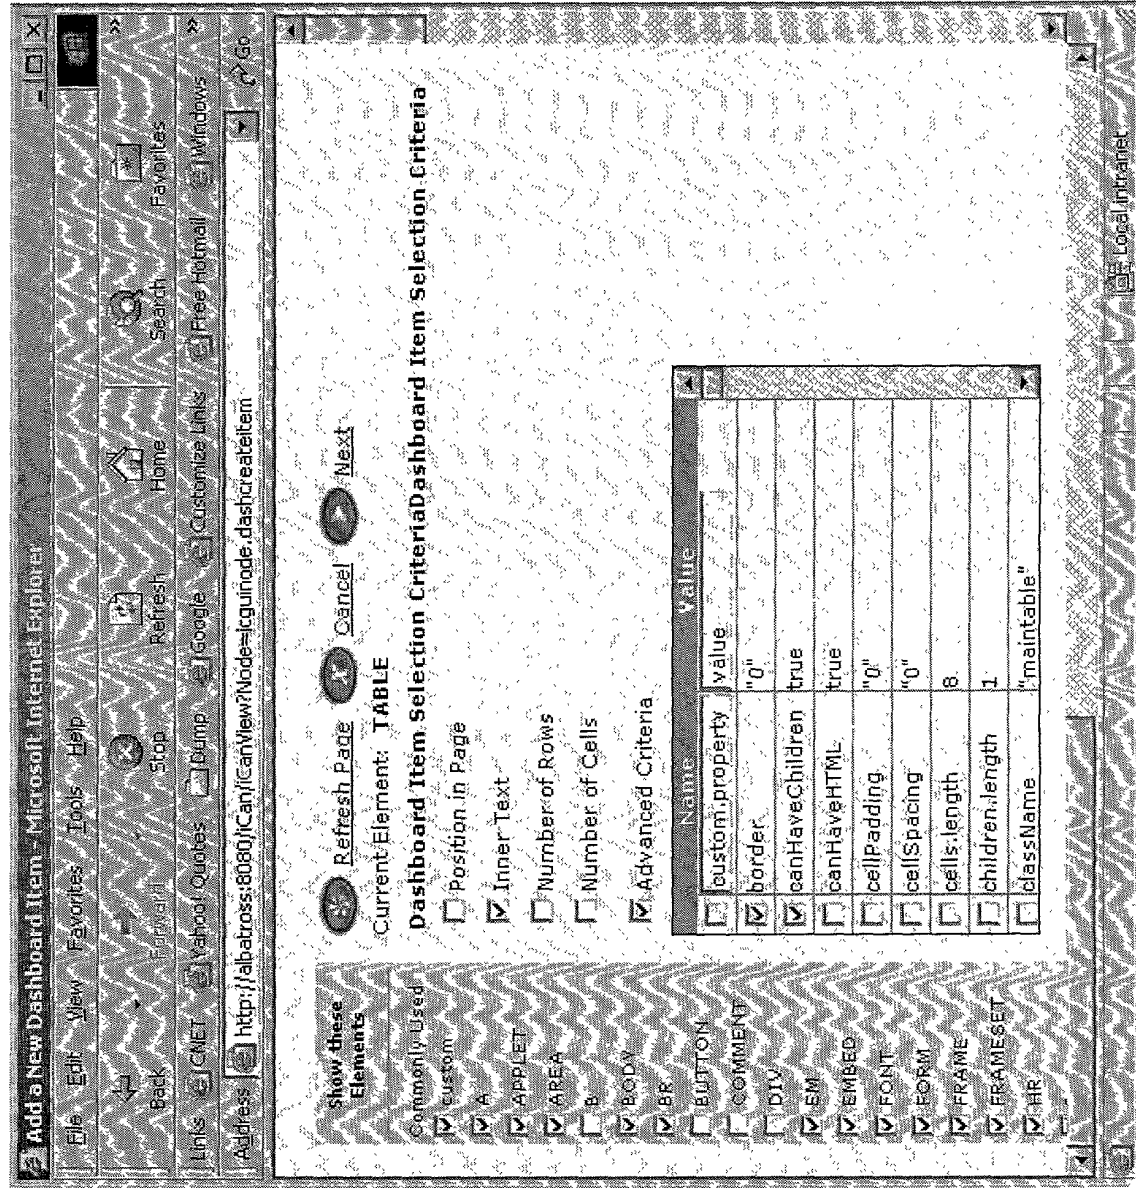 Add a New Dashboard Item - Microsoft Internet Explorer
File Edit View Favorites Tools Help
Back Forward Stop Refresh Home Search Favorites »
Links CNET Yahoo! Quotes Dump Google Customize Links Free Hotmail Windows »
Address http://albatross:8080/iCan/iCanView?Node=jcguinode.dashcreateitem Go
Show these
Elements
Commonly Used
custom
A
APPLET
AREA
B
BODY
BR
BUTTON
COMMENT
DIV
EM
EMBED
FONT
FORM
FRAME
FRAMESET
HR
Refresh Page Cancel Next
Current Element: TABLE
Dashboard Item Selection CriteriaDashboard Item Selection Criteria
Position in Page
Inner Text
Number of Rows
Number of Cells
Advanced Criteria
Name Value
custom.property value
border "0"
canHaveChildren true
canHaveHTML true
cellPadding "0"
cellSpacing "0"
cells.length 8
children.length 1
className "maintable"
Local intranet